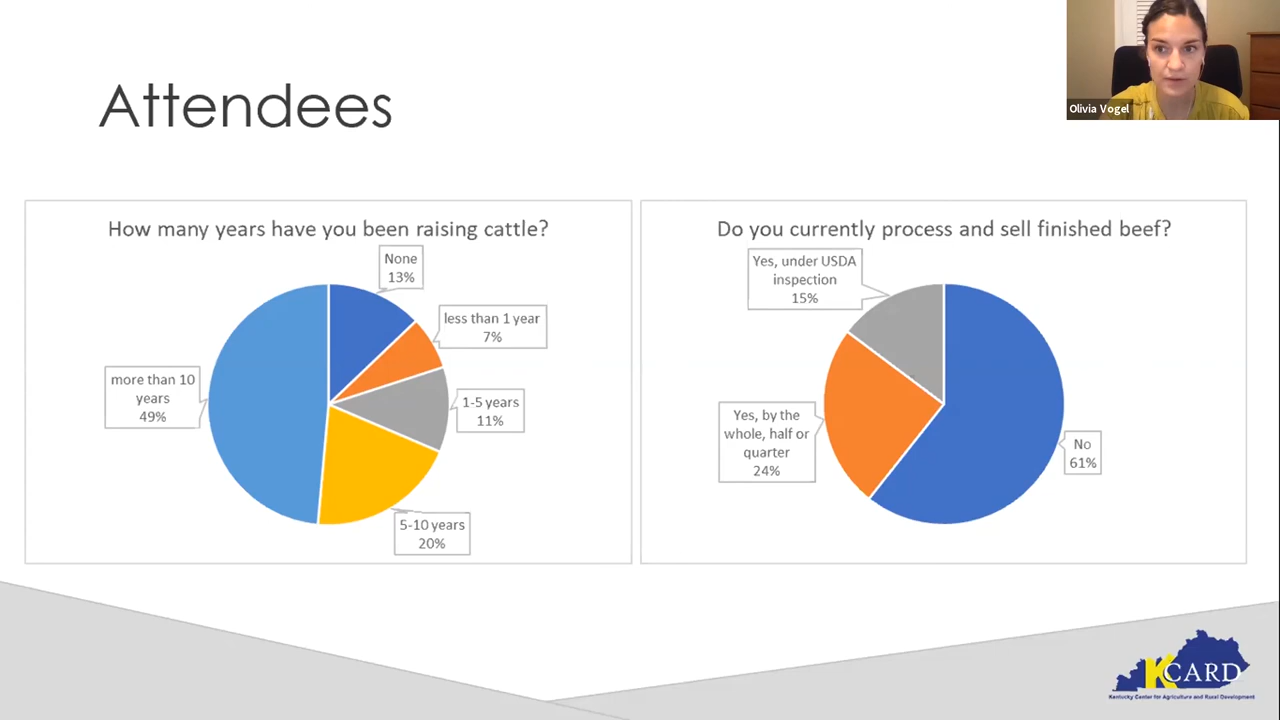 Olivia Vogel
Attendees
How many years have you been raising cattle?
None
13%
less than 1 year
7%
1-5 years
11%
5-10 years
20%
more than 10
years
49%
Do you currently process and sell finished beef?
Yes, under USDA
inspection
15%
Yes, by the
whole, half or
quarter
24%
No
61%
KCARD
Kentucky Center for Agriculture and Rural Development